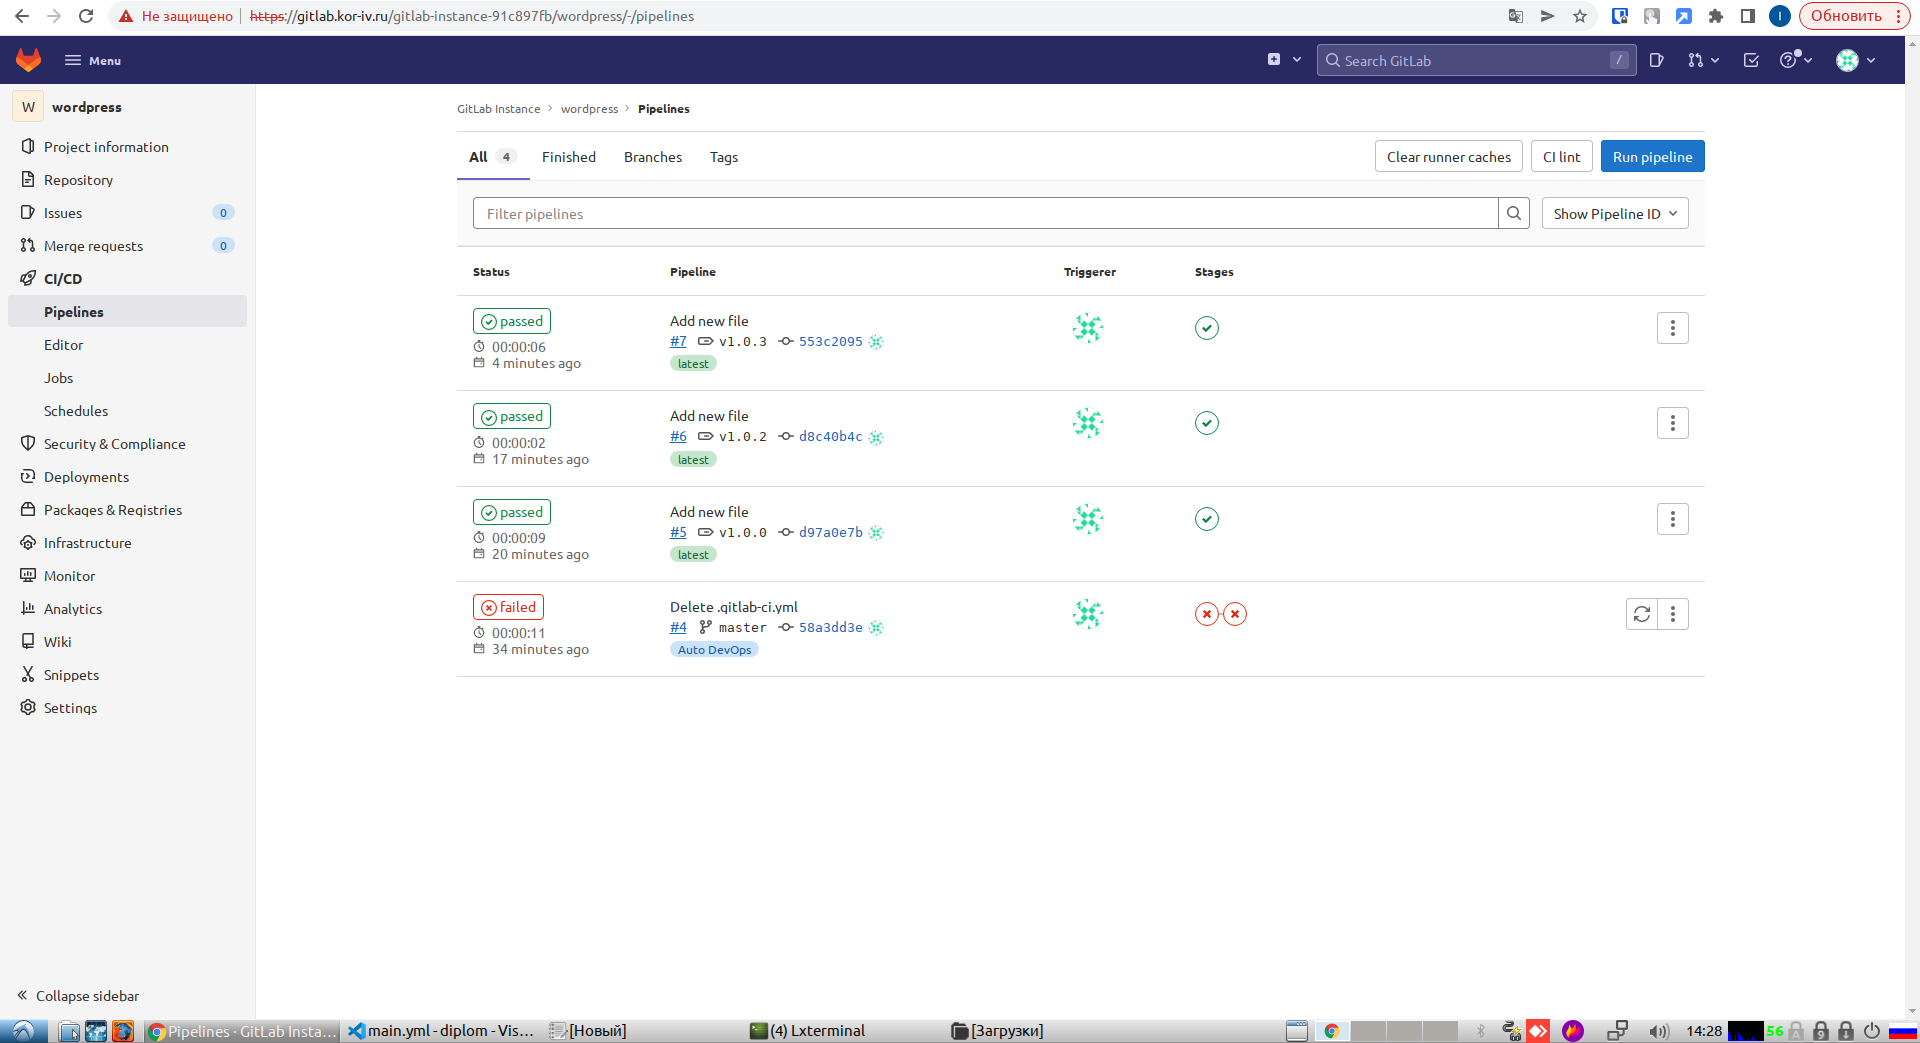 Не защищено
https://gitlab.kor-iv.ru/gitlab-instance-91c897fb/wordpress/-/pipelines
I
Обновить
Menu
Search GitLab
/
W
wordpress
Project information
Repository
Issues
0
Merge requests
0
CI/CD
Pipelines
Editor
Jobs
Schedules
Security & Compliance
Deployments
Packages & Registries
Infrastructure
Monitor
Analytics
Wiki
Snippets
Settings
Collapse sidebar
GitLab Instance
wordpress
Pipelines
All 4
Finished
Branches
Tags
Clear runner caches
CI lint
Run pipeline
Filter pipelines
Show Pipeline ID
Status
Pipeline
Triggerer
Stages
passed
00:00:06
4 minutes ago
Add new file
#7 v1.0.3 553c2095
latest
passed
00:00:02
17 minutes ago
Add new file
#6 v1.0.2 d8c40b4c
latest
passed
00:00:09
20 minutes ago
Add new file
#5 v1.0.0 d97a0e7b
latest
failed
00:00:11
34 minutes ago
Delete .gitlab-ci.yml
#4 master 58a3dd3e
Auto DevOps
Pipelines · GitLab Insta...
main.yml - diplom - Vis...
[Новый]
(4) Lxterminal
[Загрузки]
14:28
56